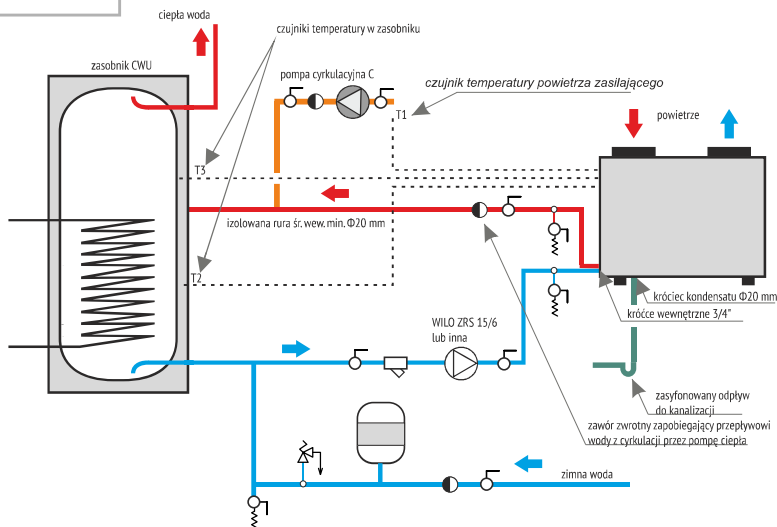 ciepła woda
czujniki temperatury w zasobniku
zasobnik CWU
pompa cyrkulacyjna C
czujnik temperatury powietrza zasilającego
T1
powietrze
T3
izolowana rura śr. wew. min. Φ20 mm
T2
króciec kondensatu Φ20 mm
króćce wewnętrzne 3/4"
WILO ZRS 15/6
lub inna
zasyfonowany odpływ
do kanalizacji
zawór zwrotny zapobiegający przepływowi
wody z cyrkulacji przez pompę ciepła
zimna woda